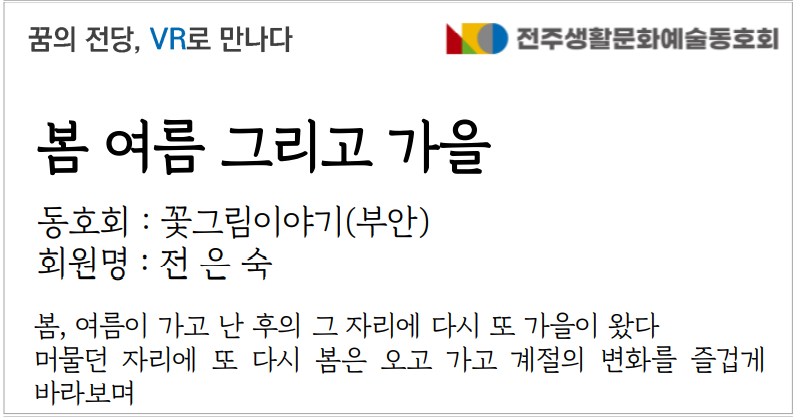 꿈의 전당, VR로 만나다
전주생활문화예술동호회
봄 여름 그리고 가을
동호회 : 꽃그림이야기(부안)
회원명 : 전 은 숙
봄, 여름이 가고 난 후의 그 자리에 다시 또 가을이 왔다
머물던 자리에 또 다시 봄은 오고 가고 계절의 변화를 즐겁게
바라보며